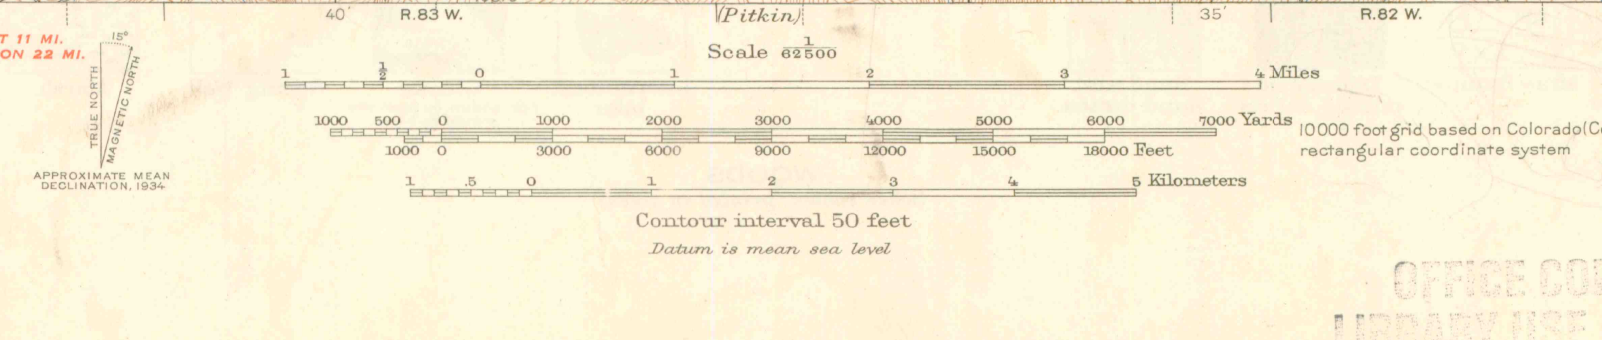 40′ R.83 W. (Pitkin) 35′ R.82 W.
T 11 MI.
ON 22 MI.
15°
TRUE NORTH
MAGNETIC NORTH
APPROXIMATE MEAN
DECLINATION, 1934
Scale 1/62500
1 1/2 0 1 2 3 4 Miles
1000 500 0 1000 2000 3000 4000 5000 6000 7000 Yards
1000 0 3000 6000 9000 12000 15000 18000 Feet
1 .5 0 1 2 3 4 5 Kilometers
Contour interval 50 feet
Datum is mean sea level
10000 foot grid based on Colorado (C
rectangular coordinate system
OFFICE CO
LIBRARY USE